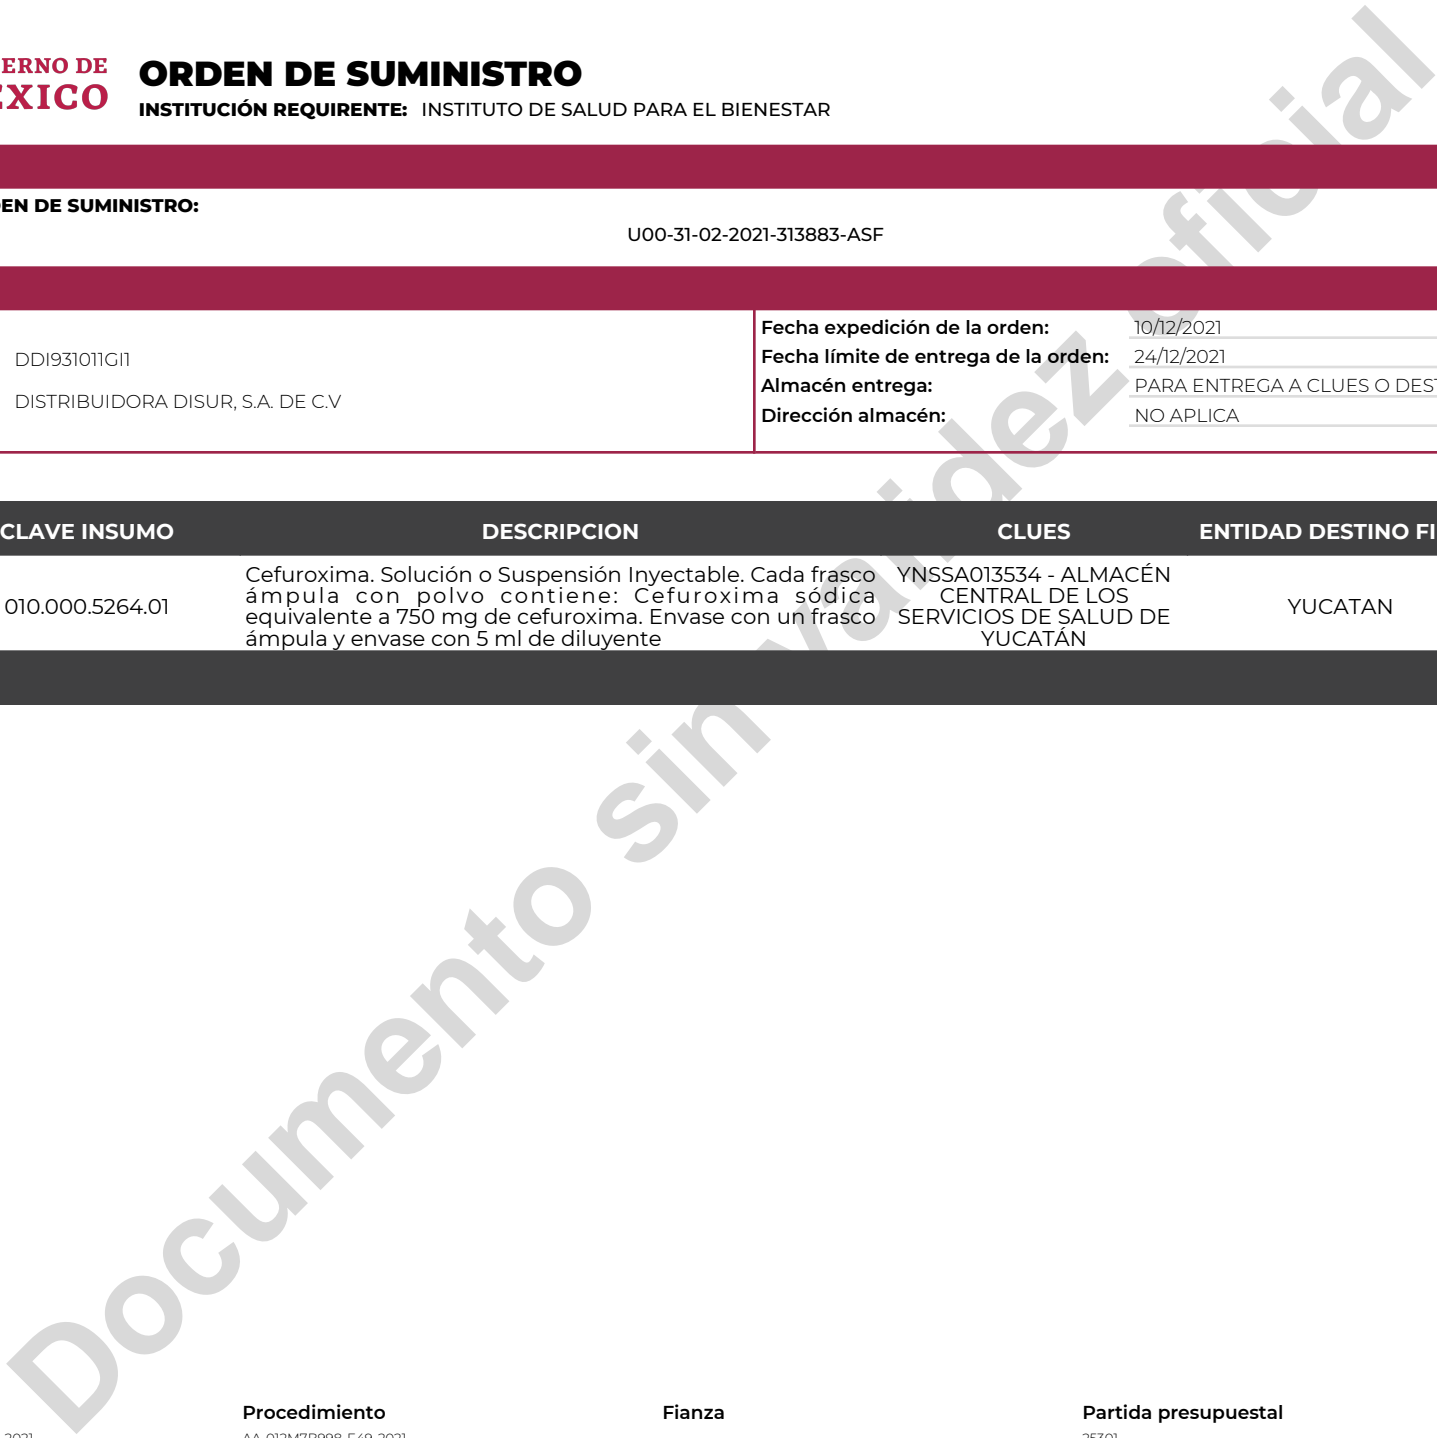 ERNO DE
EXICO
ORDEN DE SUMINISTRO
INSTITUCIÓN REQUIRENTE: INSTITUTO DE SALUD PARA EL BIENESTAR
EN DE SUMINISTRO:
U00-31-02-2021-313883-ASF
DDI931011GI1
DISTRIBUIDORA DISUR, S.A. DE C.V
Fecha expedición de la orden: 10/12/2021
Fecha límite de entrega de la orden: 24/12/2021
Almacén entrega: PARA ENTREGA A CLUES O DEST
Dirección almacén: NO APLICA
CLAVE INSUMO DESCRIPCION CLUES ENTIDAD DESTINO FI
010.000.5264.01
Cefuroxima. Solución o Suspensión Inyectable. Cada frasco
ámpula con polvo contiene: Cefuroxima sódica
equivalente a 750 mg de cefuroxima. Envase con un frasco
ámpula y envase con 5 ml de diluyente
YNSSA013534 - ALMACÉN
CENTRAL DE LOS
SERVICIOS DE SALUD DE
YUCATÁN
YUCATAN
Documento sin validez oficial
Procedimiento Fianza Partida presupuestal